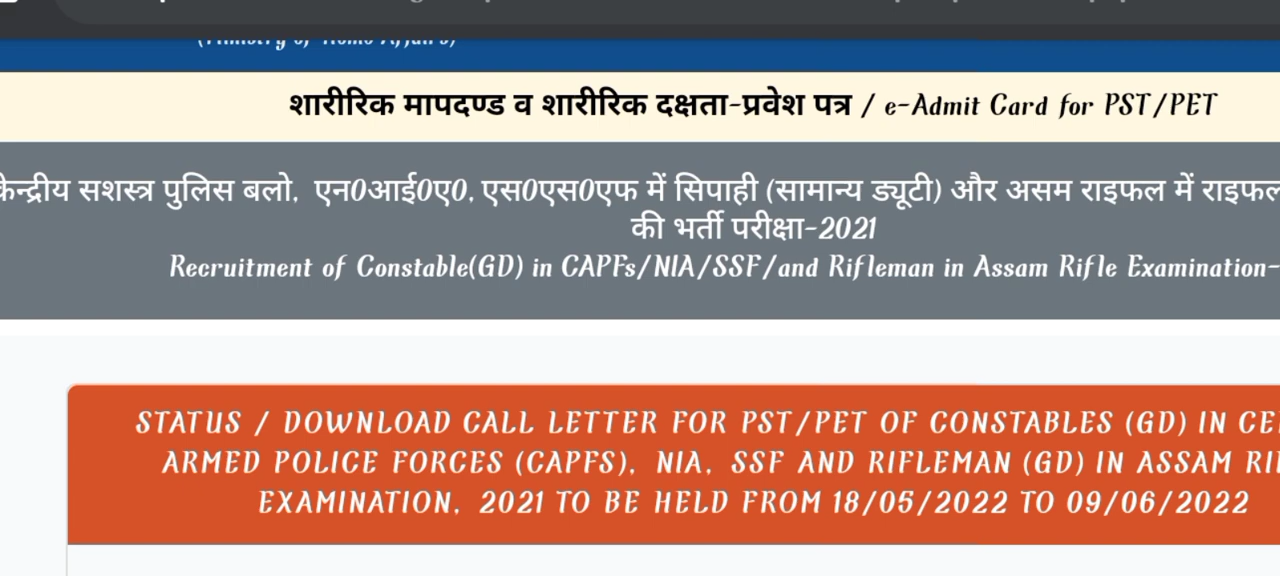 शारीरिक मापदण्ड व शारीरिक दक्षता-प्रवेश पत्र / e-Admit Card for PST/PET
केन्द्रीय सशस्त्र पुलिस बलो, एन0आई0ए0, एस0एस0एफ में सिपाही (सामान्य ड्यूटी) और असम राइफल में राइफल
की भर्ती परीक्षा-2021
Recruitment of Constable(GD) in CAPFs/NIA/SSF/and Rifleman in Assam Rifle Examination-
STATUS / DOWNLOAD CALL LETTER FOR PST/PET OF CONSTABLES (GD) IN
ARMED POLICE FORCES (CAPFS), NIA, SSF AND RIFLEMAN (GD) IN ASSAM
EXAMINATION, 2021 TO BE HELD FROM 18/05/2022 TO 09/06/2022